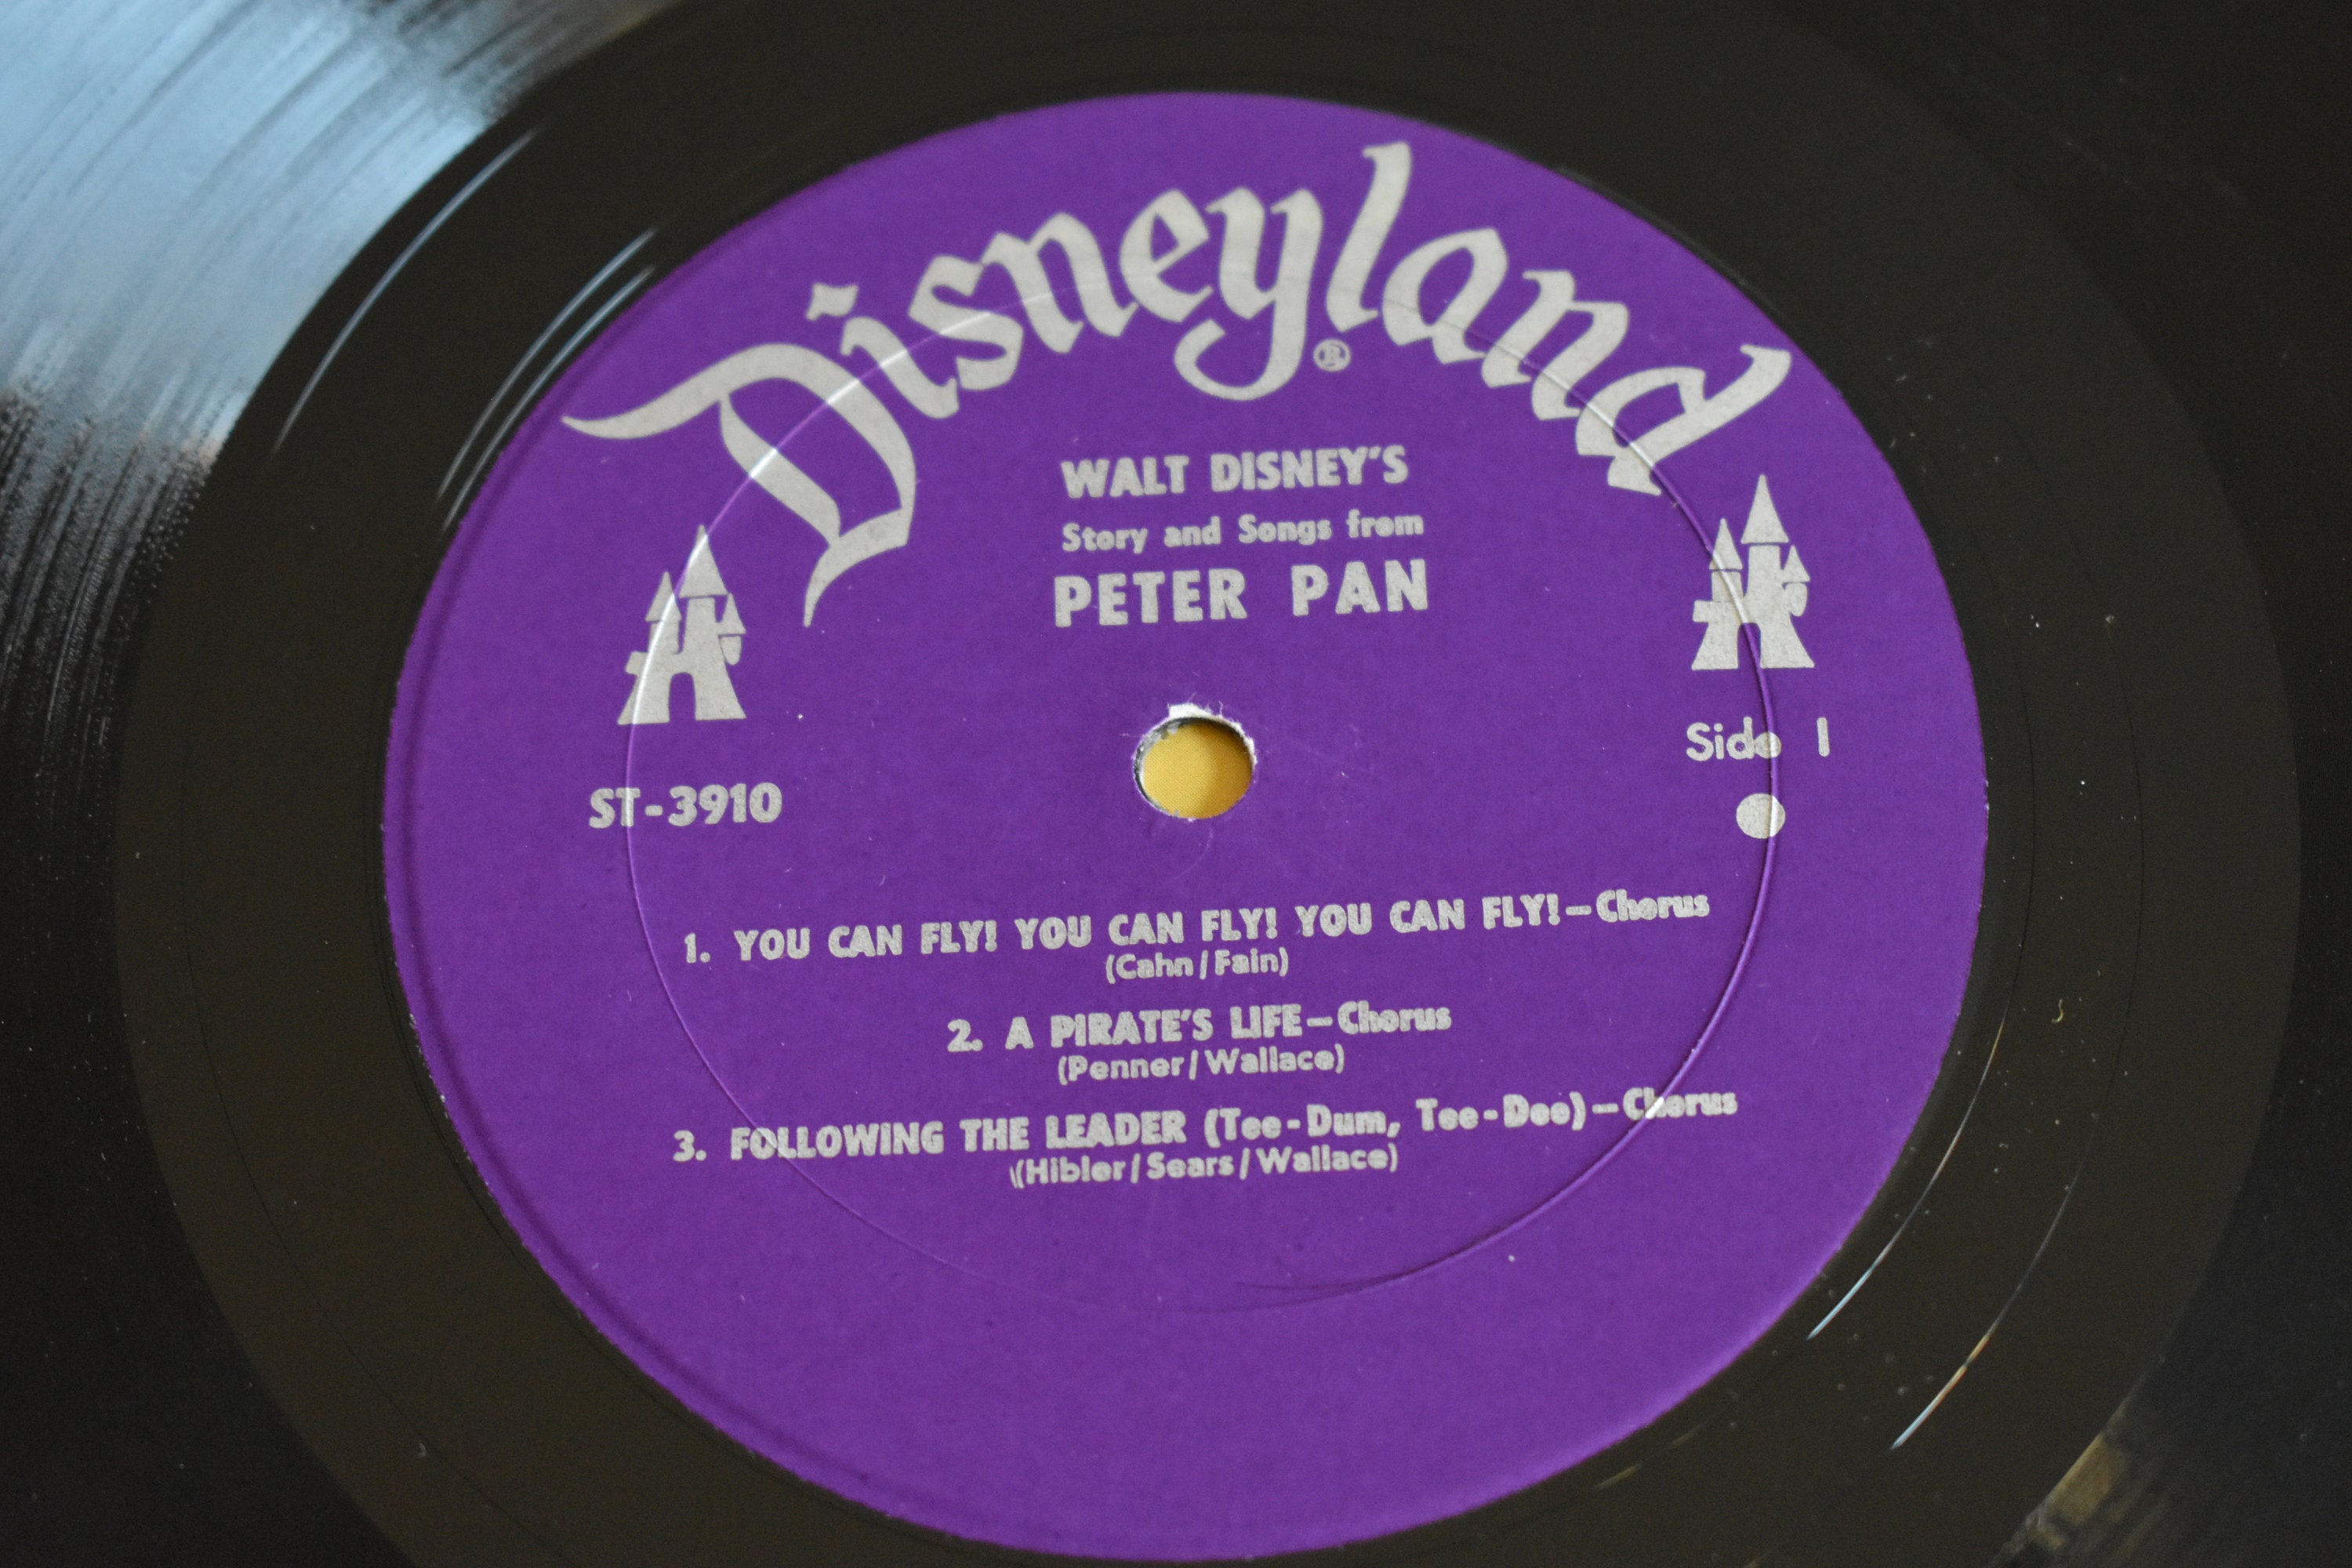 Disneyland®
WALT DISNEY'S
Story and Songs from
PETER PAN
Side 1
ST-3910
1. YOU CAN FLY! YOU CAN FLY! YOU CAN FLY!—Chorus
(Cahn/Fain)
2. A PIRATE'S LIFE—Chorus
(Penner/Wallace)
3. FOLLOWING THE LEADER (Tee-Dum, Tee-Dee)—Chorus
(Hibler/Sears/Wallace)